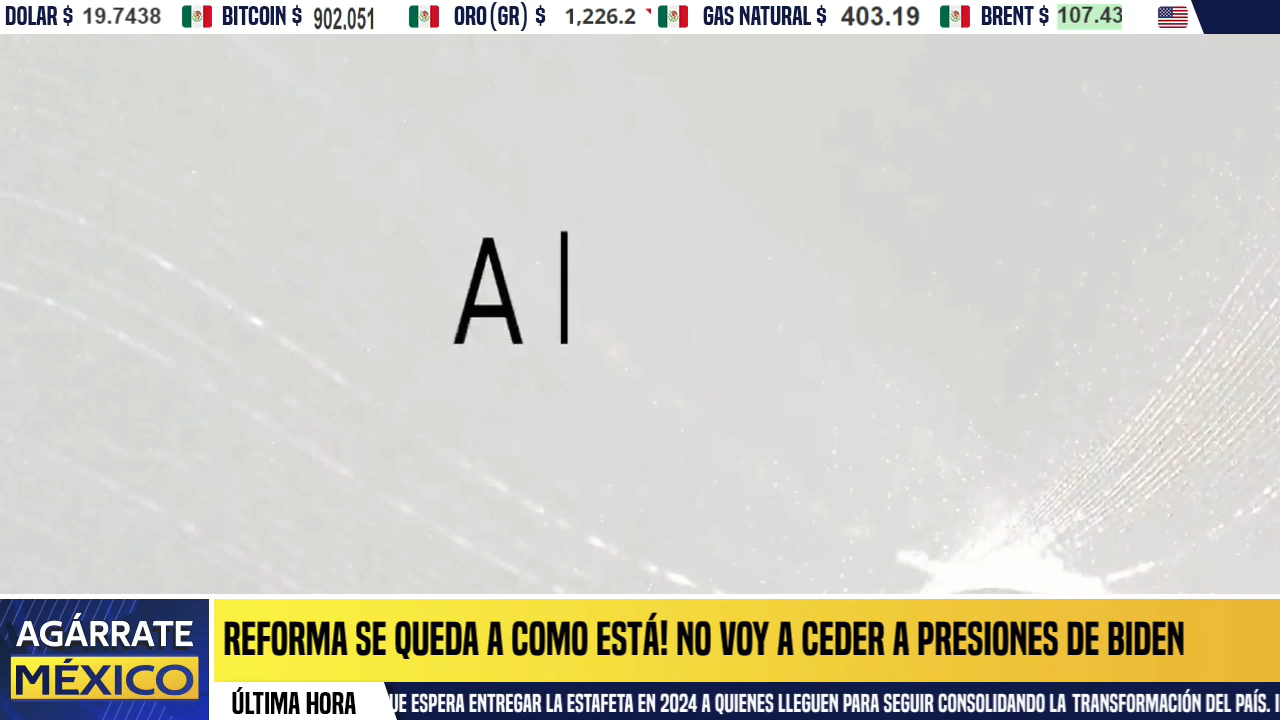 DOLAR $ 19.7438 BITCOIN $ 902,051 ORO(GR) $ 1,226.2 GAS NATURAL $ 403.19 BRENT $ 107.43
A |
AGÁRRATE
MÉXICO
REFORMA SE QUEDA A COMO ESTÁ! NO VOY A CEDER A PRESIONES DE BIDEN
ÚLTIMA HORA
UE ESPERA ENTREGAR LA ESTAFETA EN 2024 A QUIENES LLEGUEN PARA SEGUIR CONSOLIDANDO LA TRANSFORMACIÓN DEL PAÍS.